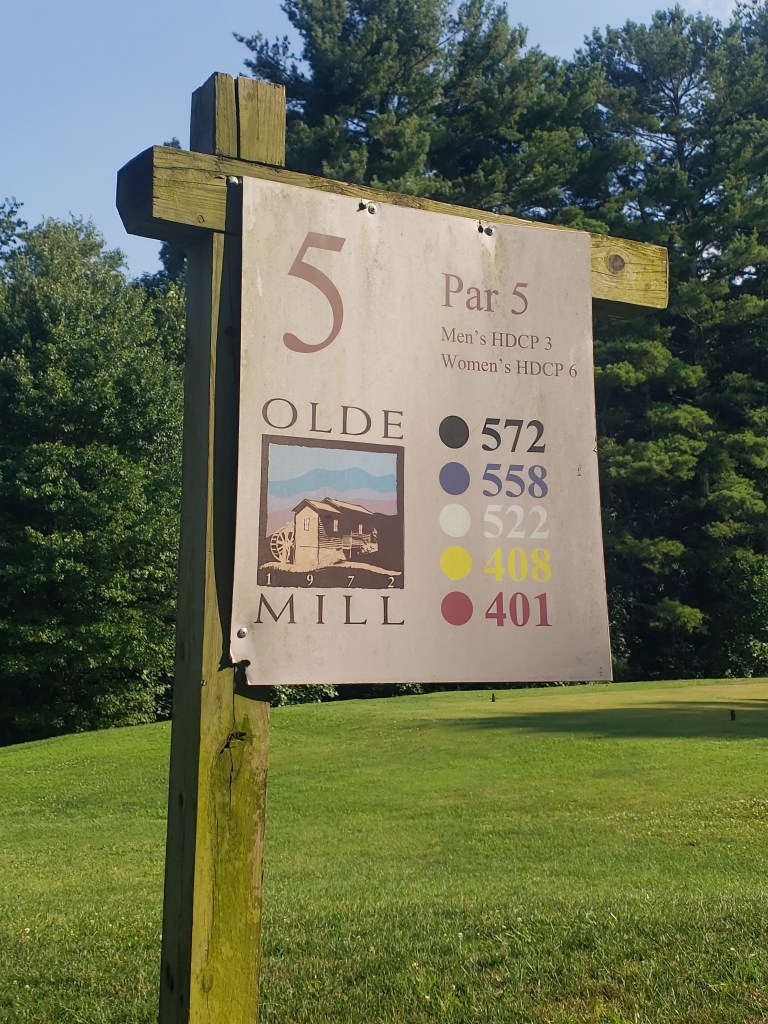 5
Par 5
Men's HDCP 3
Women's HDCP 6
OLDE
1972
MILL
572
558
522
408
401